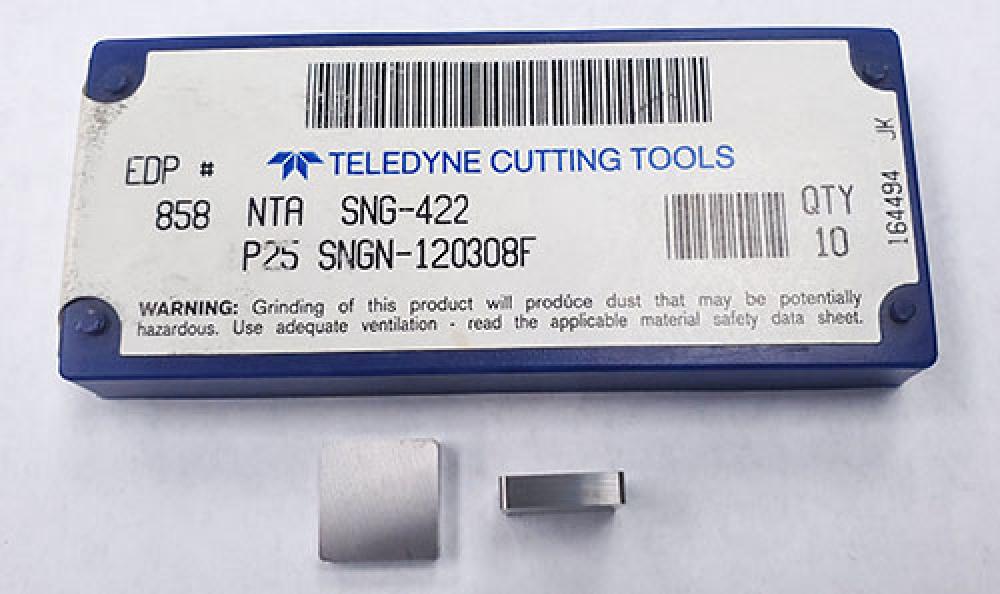 TELEDYNE CUTTING TOOLS
EDP #
858 NTA SNG-422
P25 SNGN-120308F
QTY
10
164494 JK
WARNING: Grinding of this product will produce dust that may be potentially
hazardous. Use adequate ventilation - read the applicable material safety data sheet.